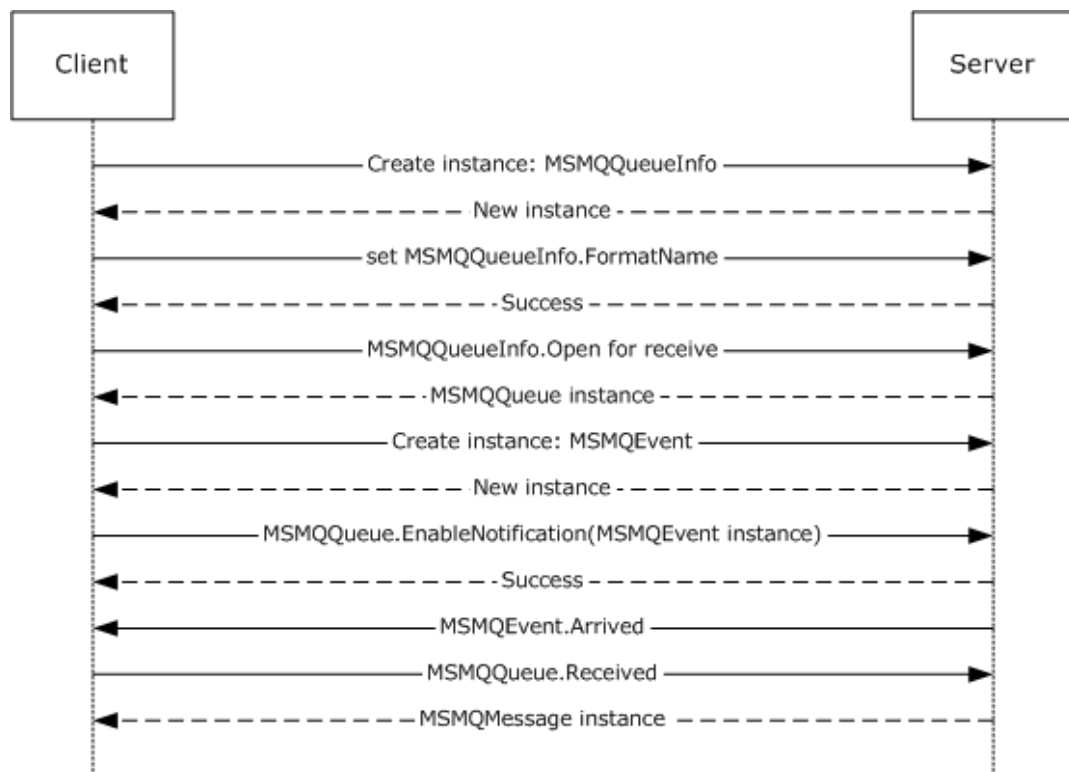 Client
Server
Create instance: MSMQQueueInfo
New instance
set MSMQQueueInfo.FormatName
Success
MSMQQueueInfo.Open for receive
MSMQQueue instance
Create instance: MSMQEvent
New instance
MSMQQueue.EnableNotification(MSMQEvent instance)
Success
MSMQEvent.Arrived
MSMQQueue.Received
MSMQMessage instance